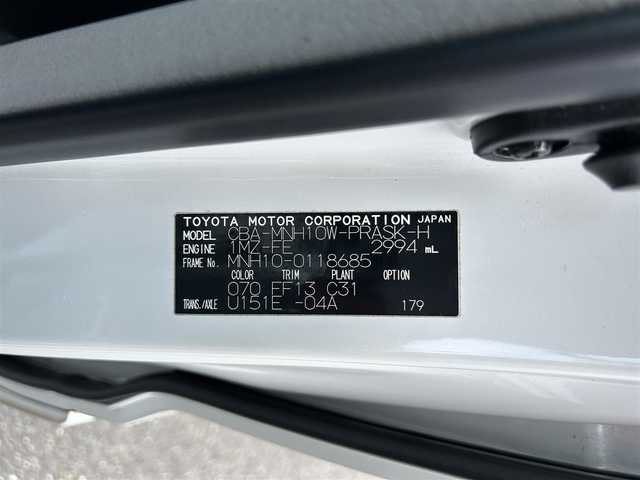 TOYOTA MOTOR CORPORATION JAPAN
MODEL CBA-MNH10W-PRASK-H
ENGINE 1MZ-FE 2994 mL
FRAME No. MNH10-0118685
COLOR TRIM PLANT OPTION
070 FF13 C31
TRANS./AXLE U151E -04A 179